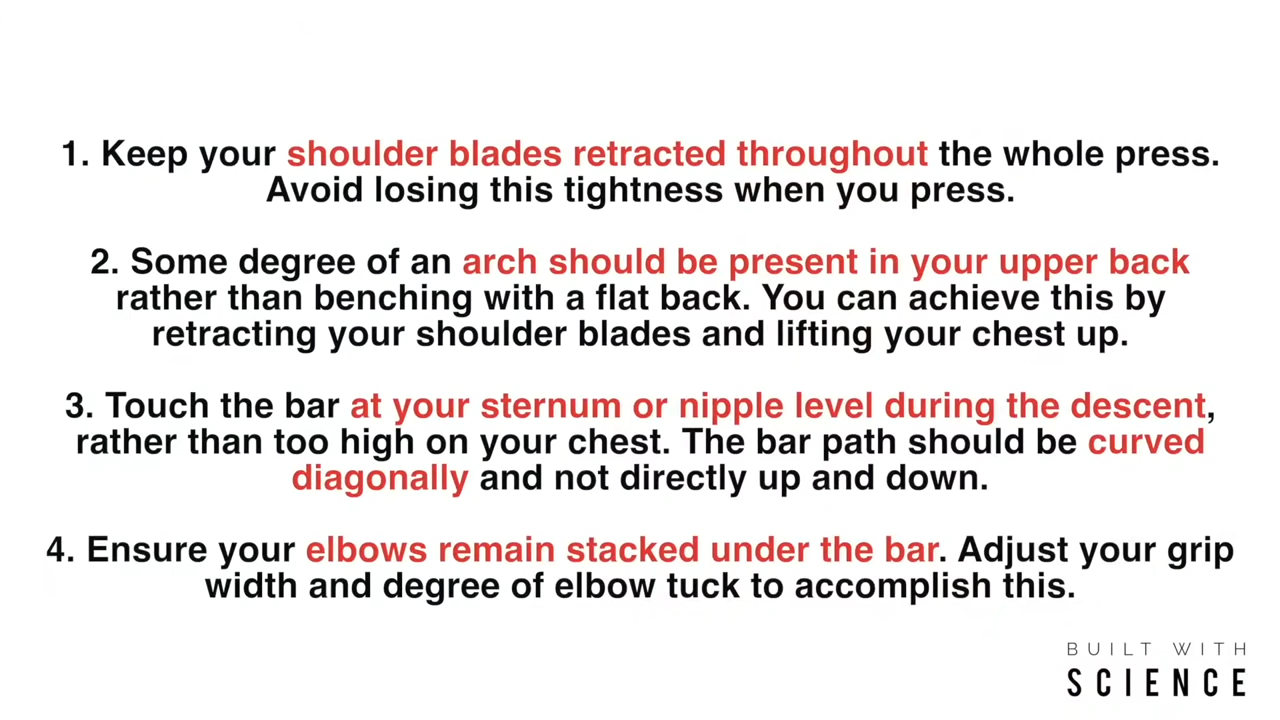 1. Keep your shoulder blades retracted throughout the whole press.
Avoid losing this tightness when you press.
2. Some degree of an arch should be present in your upper back
rather than benching with a flat back. You can achieve this by
retracting your shoulder blades and lifting your chest up.
3. Touch the bar at your sternum or nipple level during the descent,
rather than too high on your chest. The bar path should be curved
diagonally and not directly up and down.
4. Ensure your elbows remain stacked under the bar. Adjust your grip
width and degree of elbow tuck to accomplish this.
BUILT WITH
SCIENCE